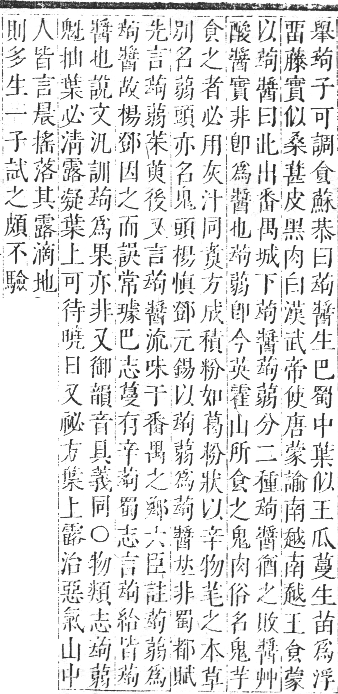 舉蒟子可調食蘇恭曰蒟醬生巴蜀中葉似王瓜蔓生苗爲浮
畱藤實似桑葚皮黑肉白漢武帝使唐蒙諭南越南越王食蒙
以蒟醬曰此出番禺城下蒟醬蒟蒻分二種蒟醬酒之敗醬艸
酸醬實非卽爲醬也蒟蒻卽今英霍山所食之鬼肉俗名鬼芋
食之者必用灰汁同煑方成積粉如葛粉狀以辛物芼之本草
別名蒻頭亦名鬼頭楊愼鄧元錫以蒟蒻爲蒟醬𠀤非蜀都賦
先言蒟蒻茱萸後又言蒟醬流味于番禺之鄉六臣註蒟蒻爲
蒟醬故楊鄧因之而誤常璩巴志蔓有辛蒟蜀志言蒟給皆蒟
醬也說文汎訓蒟爲果亦非又御韻音具義同○物類志蒟蒻
魁抽葉必淸露凝葉上可待曉日又祕方藥上露治惡氣山中
人皆言晨搖落其露滴地
則多生一子試之頗不驗